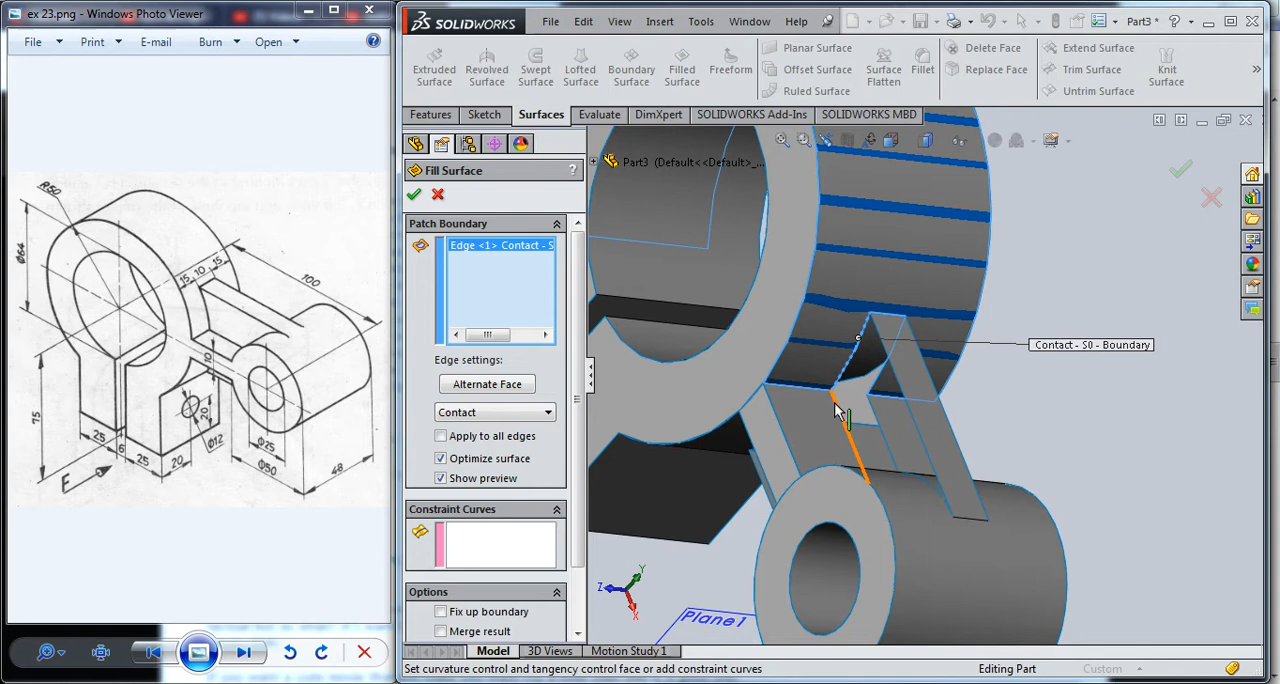 ex 23.png - Windows Photo Viewer
File Print E-mail Burn Open
R50
Φ64
15 10 15
100
10
75
20
Φ12
25 6 25 20
Φ25
Φ50
48
E
SOLIDWORKS File Edit View Insert Tools Window Help Part3 *
Extruded Surface
Revolved Surface
Swept Surface
Lofted Surface
Boundary Surface
Filled Surface
Freeform
Planar Surface
Offset Surface
Ruled Surface
Surface Flatten
Fillet
Delete Face
Replace Face
Extend Surface
Trim Surface
Untrim Surface
Knit Surface
Features Sketch Surfaces Evaluate DimXpert SOLIDWORKS Add-Ins SOLIDWORKS MBD
Part3 (Default<<Default>_...
Fill Surface ?
Patch Boundary
Edge <1> Contact - S
Edge settings:
Alternate Face
Contact
Apply to all edges
Optimize surface
Show preview
Constraint Curves
Options
Fix up boundary
Merge result
Contact - S0 - Boundary
Plane1
Y
Z
X
Model 3D Views Motion Study 1
Set curvature control and tangency control face or add constraint curves
Editing Part
Custom